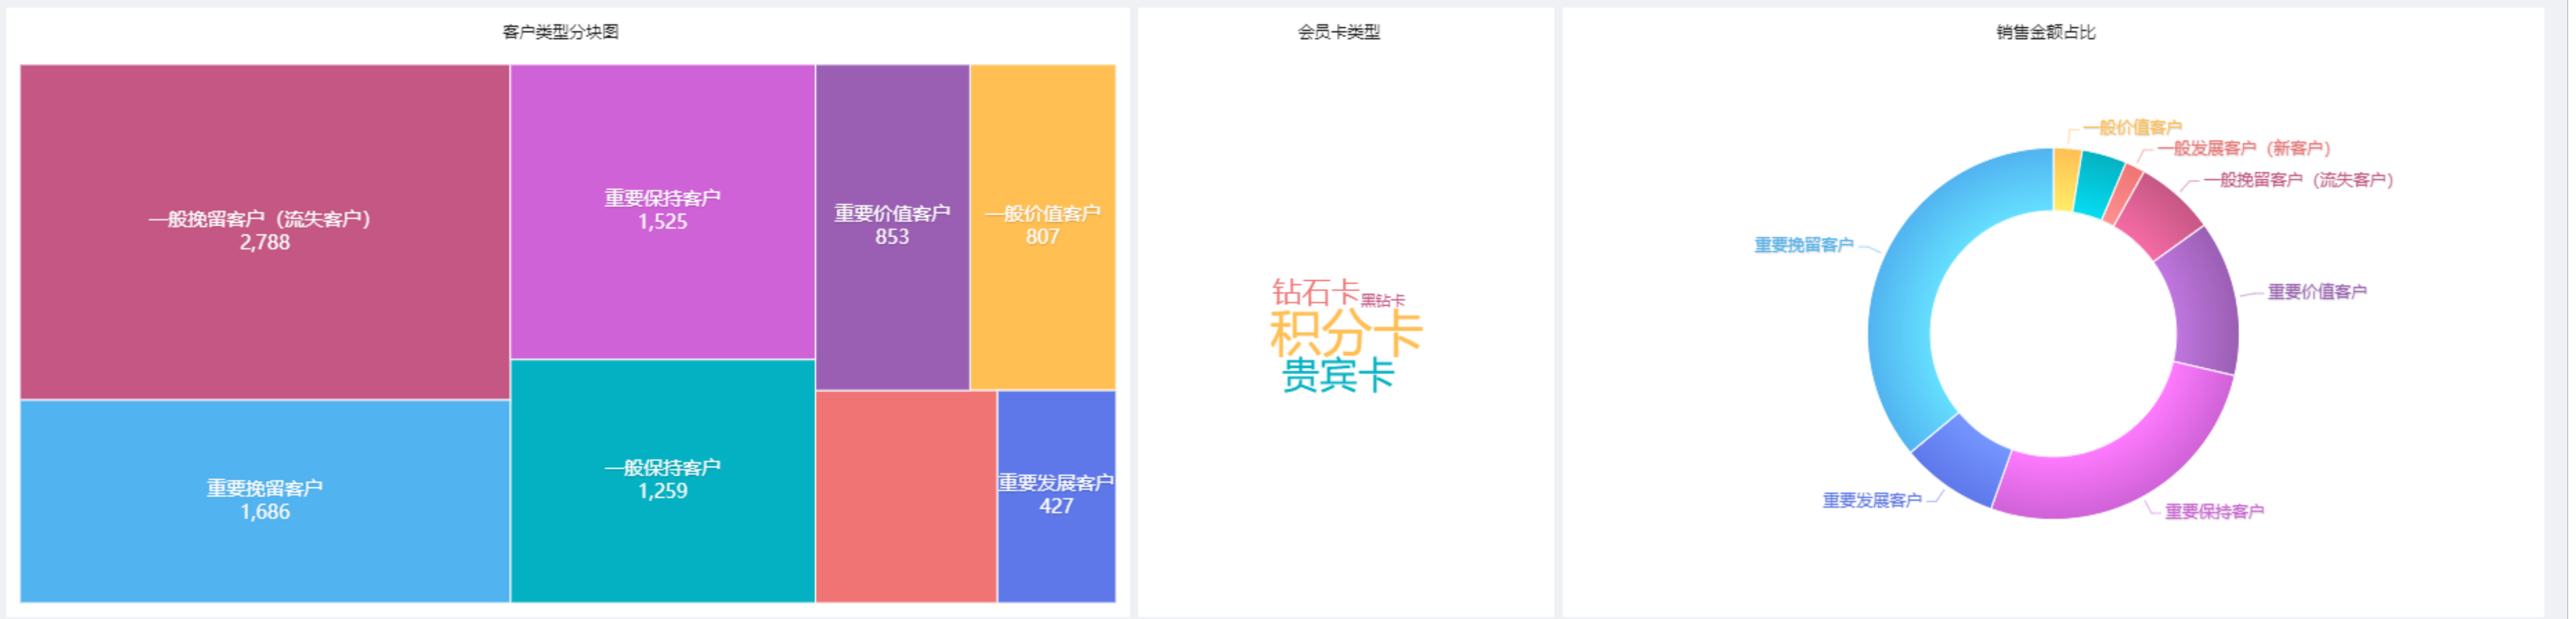 客户类型分块图
一般挽留客户（流失客户）
2,788
重要保持客户
1,525
重要价值客户
853
一般价值客户
807
重要挽留客户
1,686
一般保持客户
1,259
重要发展客户
427
会员卡类型
钻石卡
黑钻卡
积分卡
贵宾卡
销售金额占比
一般价值客户
一般发展客户（新客户）
一般挽留客户（流失客户）
重要挽留客户
重要价值客户
重要发展客户
重要保持客户